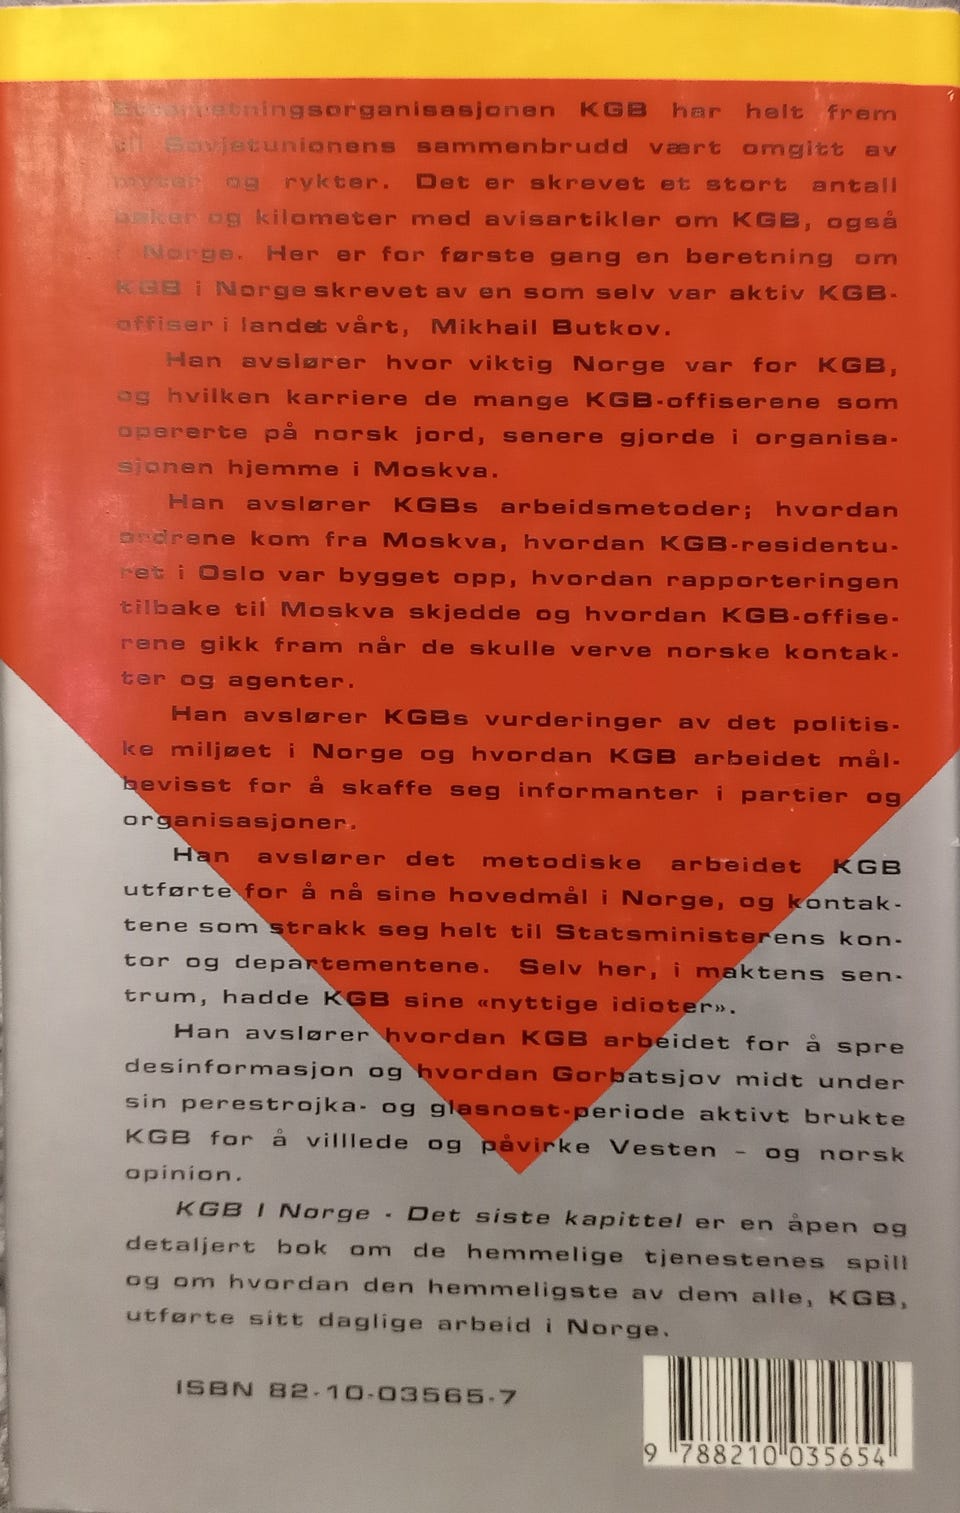 Etterretningsorganisasjonen KGB har helt frem
til Sovjetunionens sammenbrudd vært omgitt av
myter og rykter. Det er skrevet et stort antall
bøker og kilometer med avisartikler om KGB, også
i Norge. Her er for første gang en beretning om
KGB i Norge skrevet av en som selv var aktiv KGB-
offiser i landet vårt, Mikhail Butkov.
Han avslører hvor viktig Norge var for KGB,
og hvilken karriere de mange KGB-offiserene som
opererte på norsk jord, senere gjorde i organisa-
sjonen hjemme i Moskva.
Han avslører KGBs arbeidsmetoder; hvordan
ordrene kom fra Moskva, hvordan KGB-residentu-
ret i Oslo var bygget opp, hvordan rapporteringen
tilbake til Moskva skjedde og hvordan KGB-offise-
rene gikk fram når de skulle verve norske kontak-
ter og agenter.
Han avslører KGBs vurderinger av det politis-
ke miljøet i Norge og hvordan KGB arbeidet mål-
bevisst for å skaffe seg informanter i partier og
organisasjoner.
Han avslører det metodiske arbeidet KGB
utførte for å nå sine hovedmål i Norge, og kontak-
tene som strakk seg helt til Statsministerens kon-
tor og departementene. Selv her, i maktens sen-
trum, hadde KGB sine «nyttige idioter».
Han avslører hvordan KGB arbeidet for å spre
desinformasjon og hvordan Gorbatsjov midt under
sin perestrojka- og glasnost-periode aktivt brukte
KGB for å villlede og påvirke Vesten – og norsk
opinion.
KGB I Norge - Det siste kapittel er en åpen og
detaljert bok om de hemmelige tjenestenes spill
og om hvordan den hemmeligste av dem alle, KGB,
utførte sitt daglige arbeid i Norge.
ISBN 82-10-03565-7
9 788210 035654